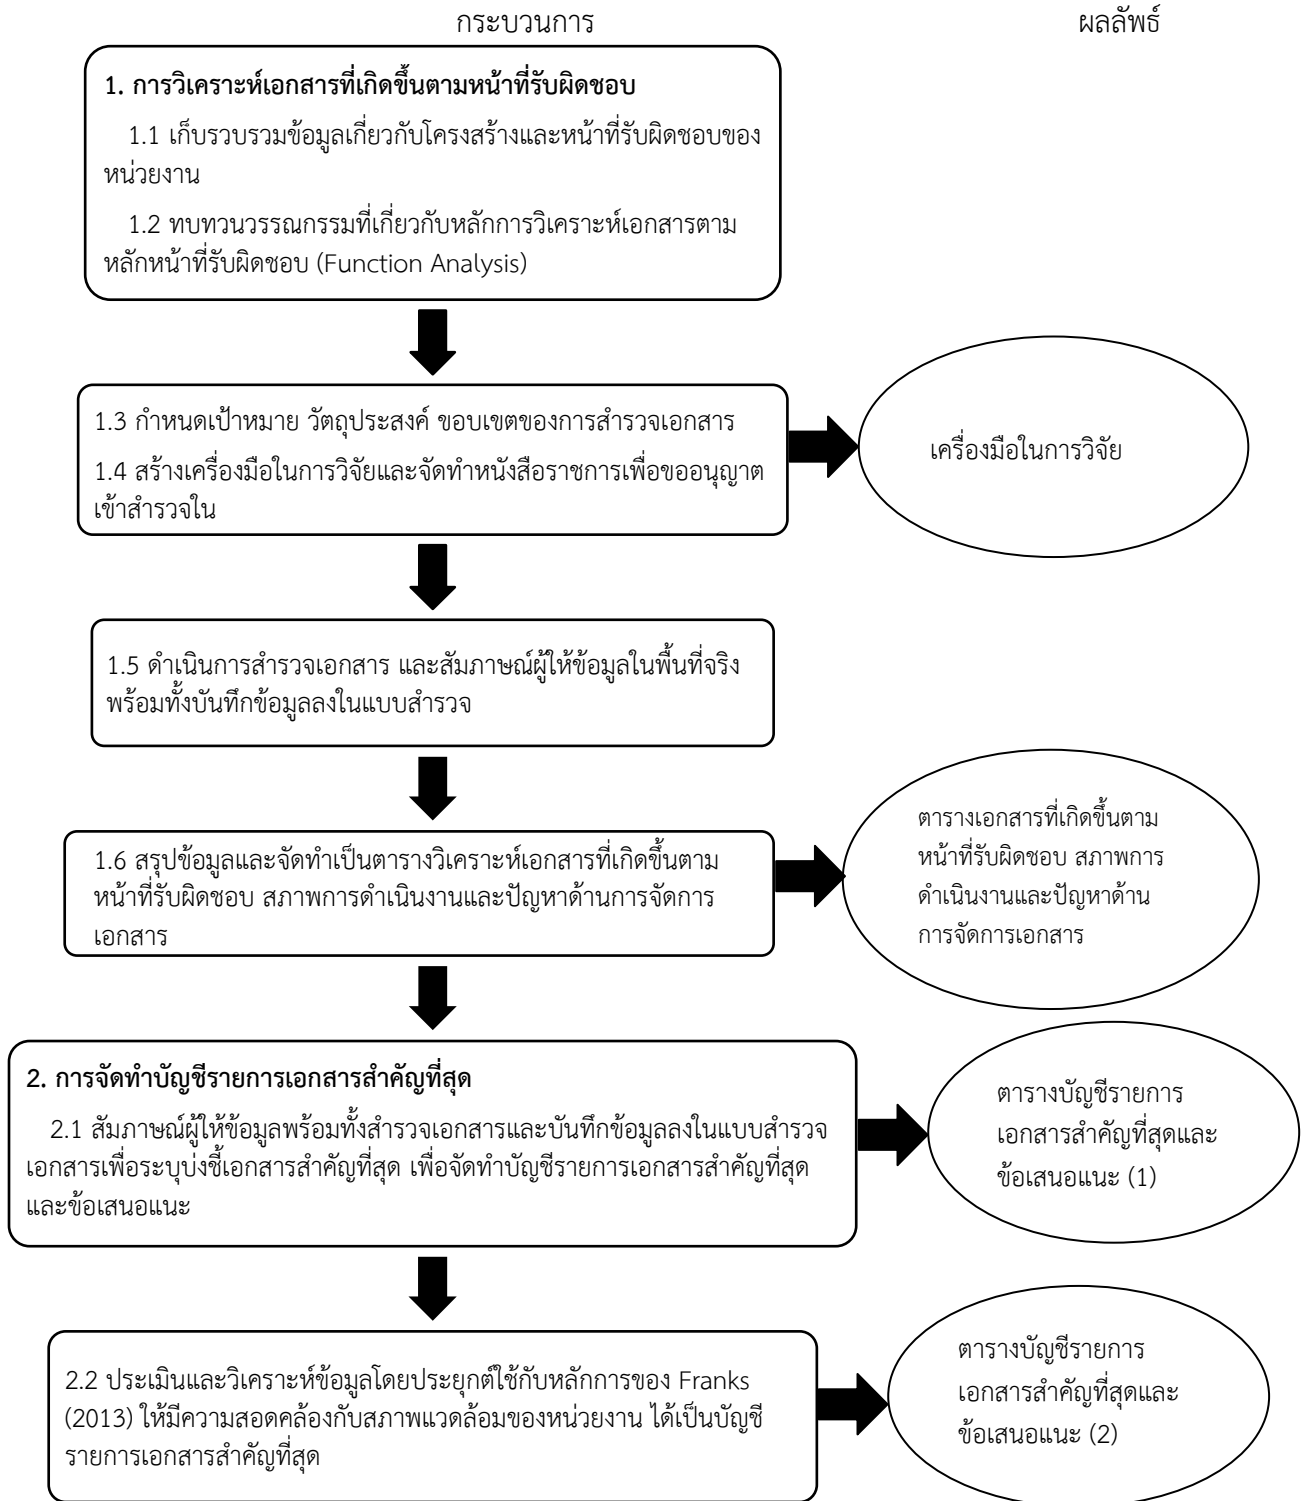 กระบวนการ
ผลลัพธ์
1. การวิเคราะห์เอกสารที่เกิดขึ้นตามหน้าที่รับผิดชอบ
1.1 เก็บรวบรวมข้อมูลเกี่ยวกับโครงสร้างและหน้าที่รับผิดชอบของ
หน่วยงาน
1.2 ทบทวนวรรณกรรมที่เกี่ยวกับหลักการวิเคราะห์เอกสารตาม
หลักหน้าที่รับผิดชอบ (Function Analysis)
1.3 กำหนดเป้าหมาย วัตถุประสงค์ ขอบเขตของการสำรวจเอกสาร
1.4 สร้างเครื่องมือในการวิจัยและจัดทำหนังสือราชการเพื่อขออนุญาต
เข้าสำรวจใน
เครื่องมือในการวิจัย
1.5 ดำเนินการสำรวจเอกสาร และสัมภาษณ์ผู้ให้ข้อมูลในพื้นที่จริง
พร้อมทั้งบันทึกข้อมูลลงในแบบสำรวจ
1.6 สรุปข้อมูลและจัดทำเป็นตารางวิเคราะห์เอกสารที่เกิดขึ้นตาม
หน้าที่รับผิดชอบ สภาพการดำเนินงานและปัญหาด้านการจัดการ
เอกสาร
ตารางเอกสารที่เกิดขึ้นตาม
หน้าที่รับผิดชอบ สภาพการ
ดำเนินงานและปัญหาด้าน
การจัดการเอกสาร
2. การจัดทำบัญชีรายการเอกสารสำคัญที่สุด
2.1 สัมภาษณ์ผู้ให้ข้อมูลพร้อมทั้งสำรวจเอกสารและบันทึกข้อมูลลงในแบบสำรวจ
เอกสารเพื่อระบุบ่งชี้เอกสารสำคัญที่สุด เพื่อจัดทำบัญชีรายการเอกสารสำคัญที่สุด
และข้อเสนอแนะ
ตารางบัญชีรายการ
เอกสารสำคัญที่สุดและ
ข้อเสนอแนะ (1)
2.2 ประเมินและวิเคราะห์ข้อมูลโดยประยุกต์ใช้กับหลักการของ Franks
(2013) ให้มีความสอดคล้องกับสภาพแวดล้อมของหน่วยงาน ได้เป็นบัญชี
รายการเอกสารสำคัญที่สุด
ตารางบัญชีรายการ
เอกสารสำคัญที่สุดและ
ข้อเสนอแนะ (2)